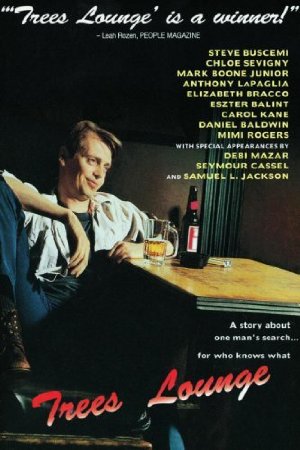 "'Trees Lounge' is a winner!"
– Leah Rozen, PEOPLE MAGAZINE
STEVE BUSCEMI
CHLOE SEVIGNY
MARK BOONE JUNIOR
ANTHONY LaPAGLIA
ELIZABETH BRACCO
ESZTER BALINT
CAROL KANE
DANIEL BALDWIN
MIMI ROGERS
WITH SPECIAL APPEARANCES BY
DEBI MAZAR
SEYMOUR CASSEL
AND SAMUEL L. JACKSON
A story about
one man's search...
for who knows what
Trees Lounge